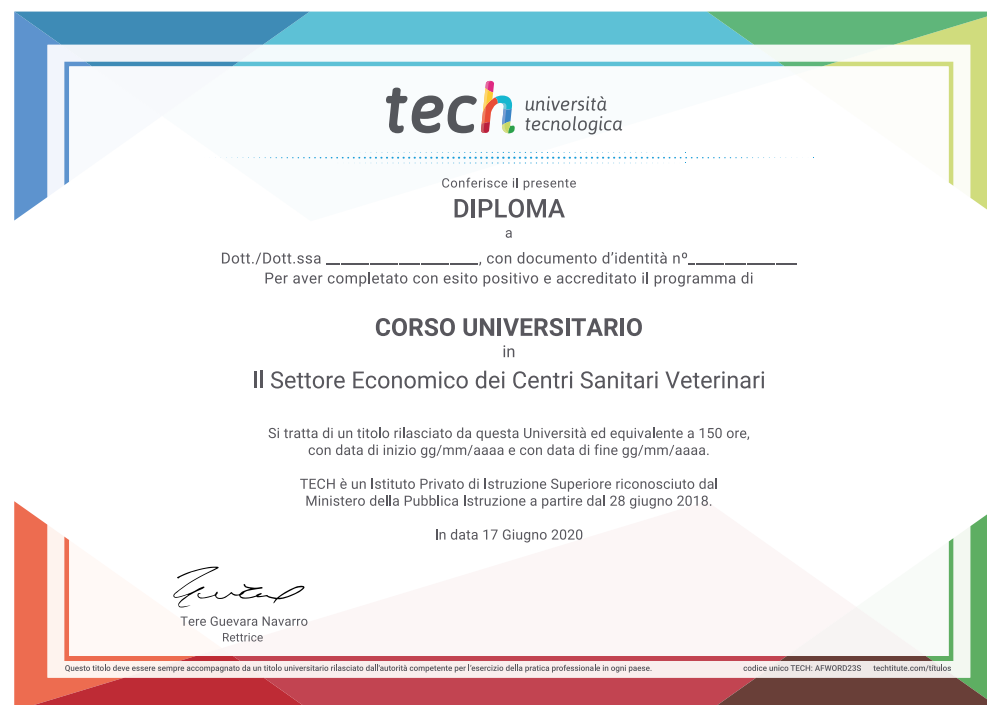 tech università
tecnologica
Conferisce il presente
DIPLOMA
a
Dott./Dott.ssa ________________, con documento d'identità nº____________
Per aver completato con esito positivo e accreditato il programma di
CORSO UNIVERSITARIO
in
Il Settore Economico dei Centri Sanitari Veterinari
Si tratta di un titolo rilasciato da questa Università ed equivalente a 150 ore,
con data di inizio gg/mm/aaaa e con data di fine gg/mm/aaaa.
TECH è un Istituto Privato di Istruzione Superiore riconosciuto dal
Ministero della Pubblica Istruzione a partire dal 28 giugno 2018.
In data 17 Giugno 2020
Tere Guevara Navarro
Rettrice
Questo titolo deve essere sempre accompagnato da un titolo universitario rilasciato dall'autorità competente per l'esercizio della pratica professionale in ogni paese. codice unico TECH: AFWORD23S techtitute.com/títulos